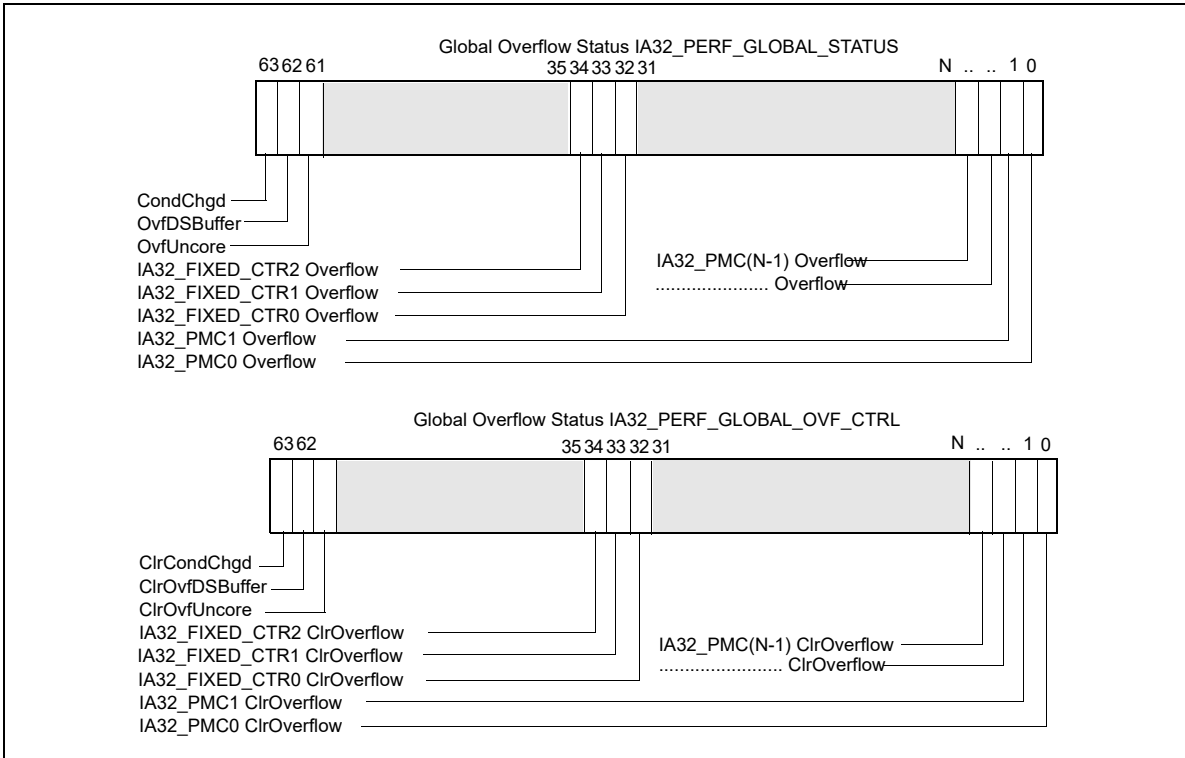 Global Overflow Status IA32_PERF_GLOBAL_STATUS
63 62 61 35 34 33 32 31 N .. .. 1 0
CondChgd
OvfDSBuffer
OvfUncore
IA32_FIXED_CTR2 Overflow
IA32_PMC(N-1) Overflow
IA32_FIXED_CTR1 Overflow
...................... Overflow
IA32_FIXED_CTR0 Overflow
IA32_PMC1 Overflow
IA32_PMC0 Overflow
Global Overflow Status IA32_PERF_GLOBAL_OVF_CTRL
63 62 35 34 33 32 31 N .. .. 1 0
ClrCondChgd
ClrOvfDSBuffer
ClrOvfUncore
IA32_FIXED_CTR2 ClrOverflow
IA32_PMC(N-1) ClrOverflow
IA32_FIXED_CTR1 ClrOverflow
........................ ClrOverflow
IA32_FIXED_CTR0 ClrOverflow
IA32_PMC1 ClrOverflow
IA32_PMC0 ClrOverflow